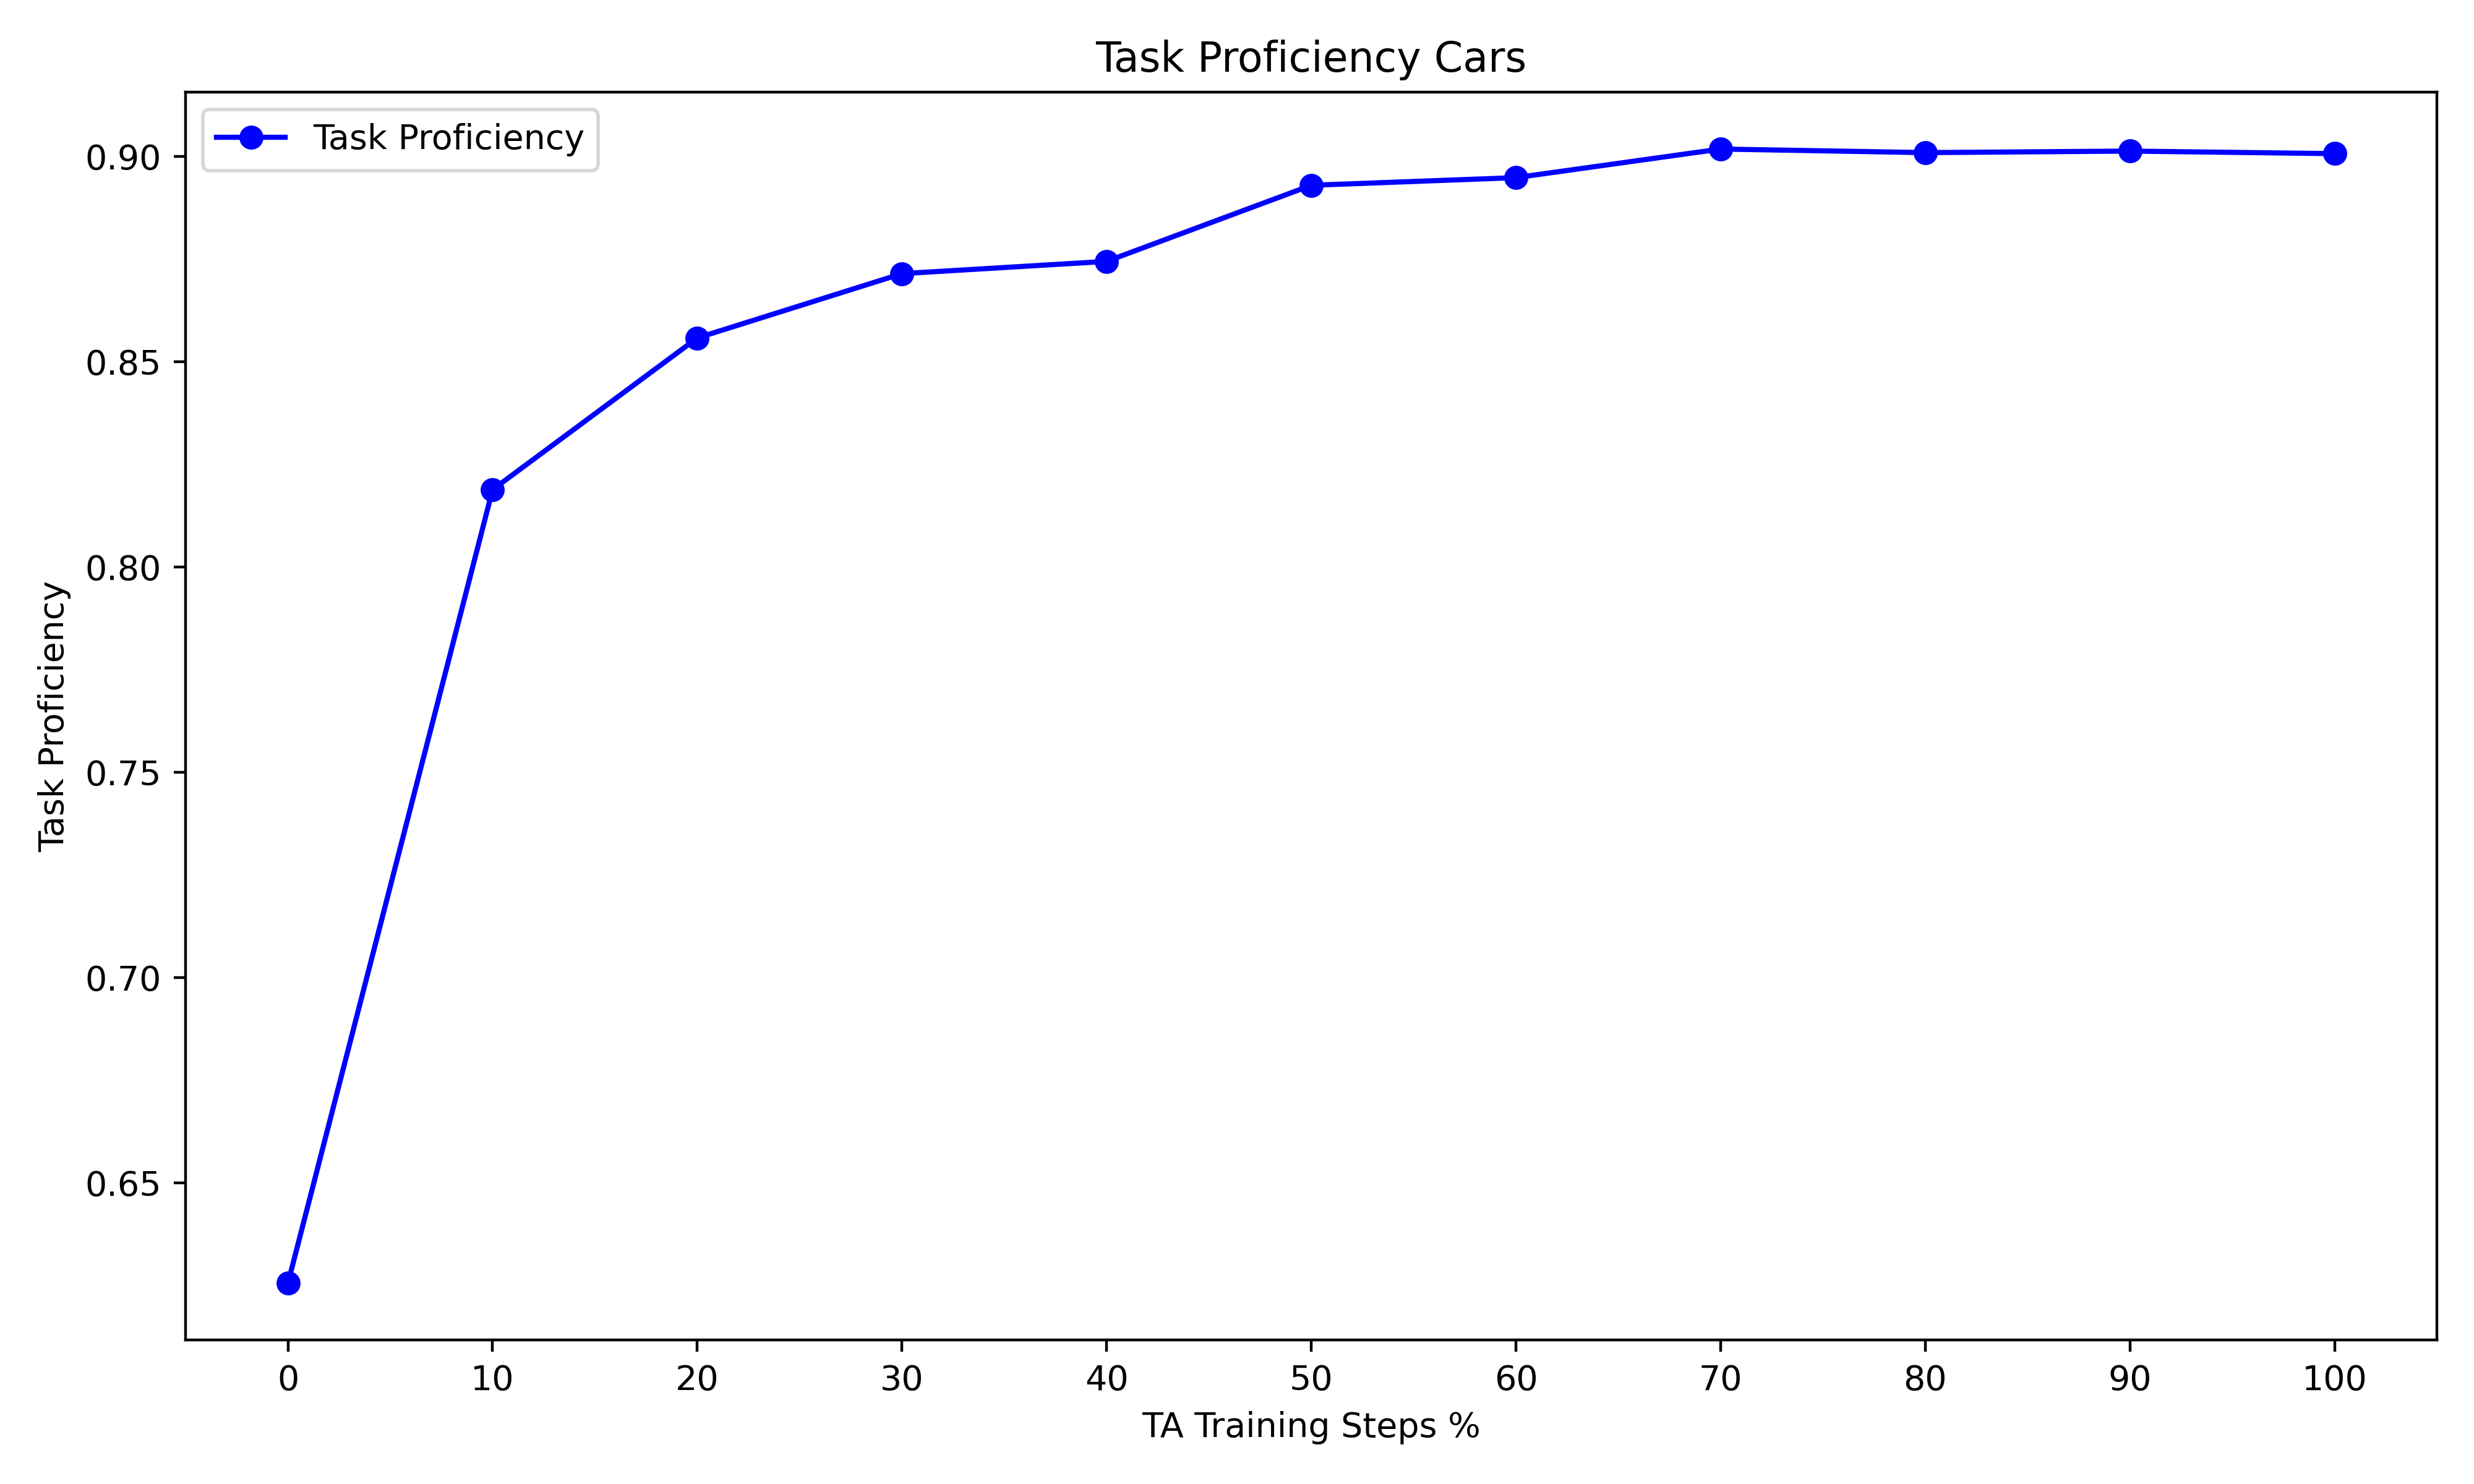 Task Proficiency Cars
Task Proficiency
0.90
0.85
0.80
0.75
0.70
0.65
Task Proficiency
0 10 20 30 40 50 60 70 80 90 100
TA Training Steps %